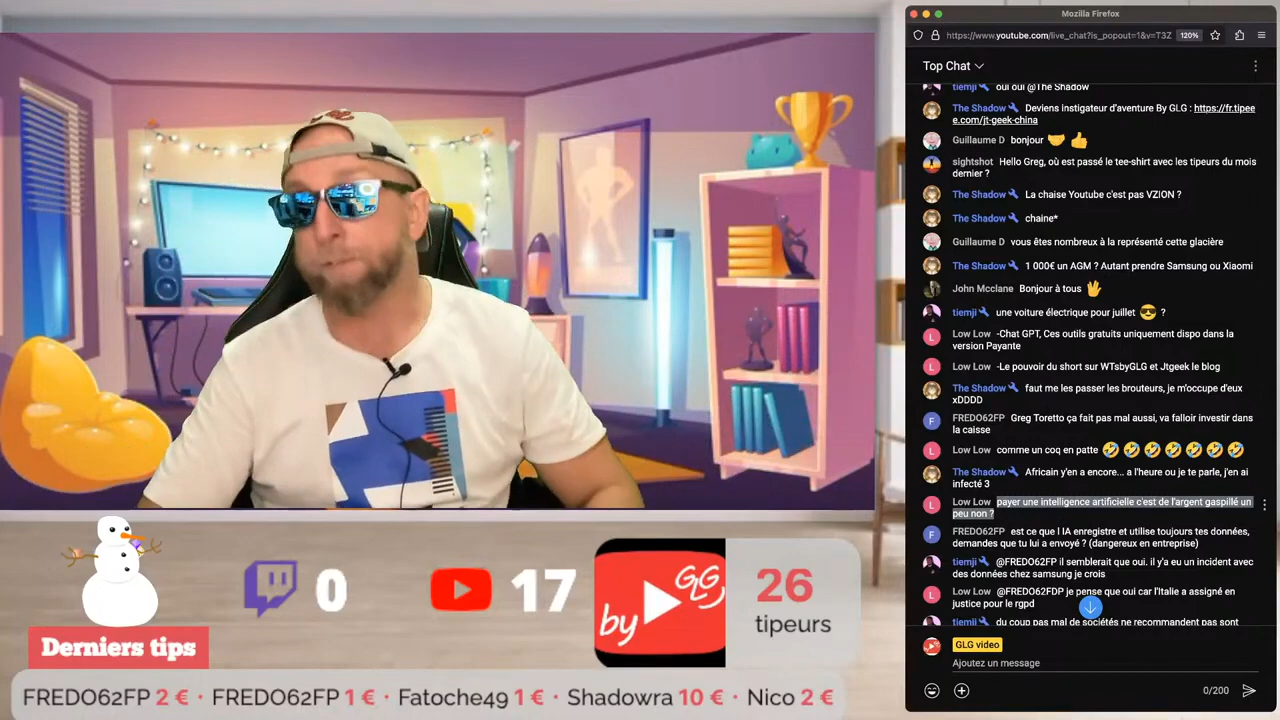 Mozilla Firefox
https://www.youtube.com/live_chat?is_popout=1&v=T3Z
120%
Top Chat
tiemji oui oui @The Shadow
The Shadow Deviens instigateur d'aventure By GLG : https://fr.tipee
e.com/jt-geek-china
Guillaume D bonjour 🤝 👍
sightshot Hello Greg, où est passé le tee-shirt avec les tipeurs du mois
dernier ?
The Shadow La chaise Youtube c'est pas VZION ?
The Shadow chaine*
Guillaume D vous êtes nombreux à la représenté cette glacière
The Shadow 1 000€ un AGM ? Autant prendre Samsung ou Xiaomi
John Mcclane Bonjour à tous 🖖
tiemji une voiture électrique pour juillet 😎 ?
L Low Low -Chat GPT, Ces outils gratuits uniquement dispo dans la
version Payante
L Low Low -Le pouvoir du short sur WTsbyGLG et Jtgeek le blog
The Shadow faut me les passer les brouteurs, je m'occupe d'eux
xDDDD
F FREDO62FP Greg Toretto ça fait pas mal aussi, va falloir investir dans
la caisse
L Low Low comme un coq en patte 🤣🤣🤣🤣🤣🤣🤣
The Shadow Africain y'en a encore... a l'heure ou je te parle, j'en ai
infecté 3
L Low Low payer une intelligence artificielle c'est de l'argent gaspillé un
peu non ?
F FREDO62FP est ce que l IA enregistre et utilise toujours tes données,
demandes que tu lui a envoyé ? (dangereux en entreprise)
tiemji @FREDO62FP il semblerait que oui. il y'a eu un incident avec
des données chez samsung je crois
L Low Low @FREDO62FDP je pense que oui car l'Italie a assigné en
justice pour le rgpd
tiemji du coup pas mal de sociétés ne recommandent pas sont
GLG video
Ajoutez un message
0/200
0
17
by GLG
26
tipeurs
Derniers tips
FREDO62FP 2 € · FREDO62FP 1 € · Fatoche49 1 € · Shadowra 10 € · Nico 2 €